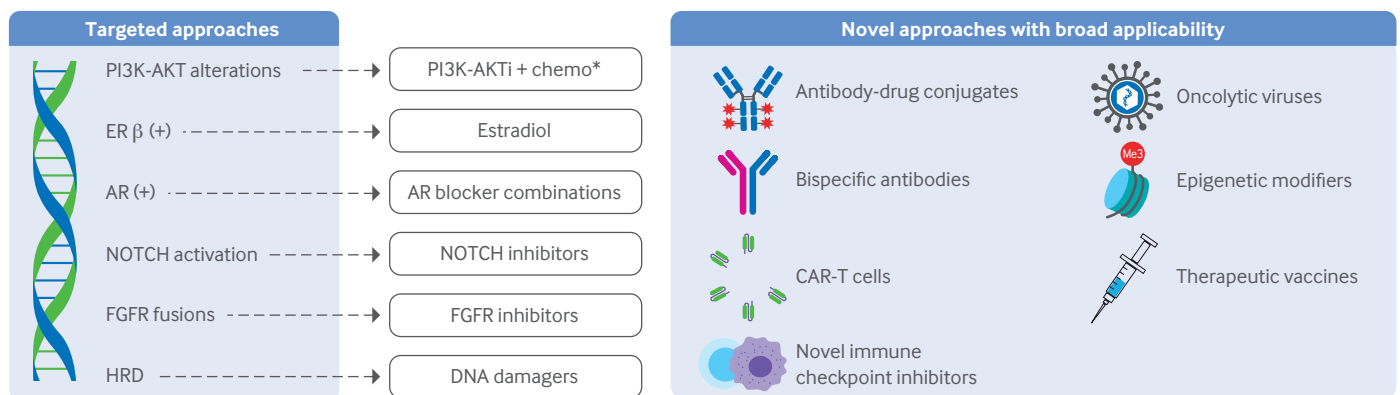 Targeted approaches
PI3K-AKT alterations
PI3K-AKTi + chemo*
ER β (+)
Estradiol
AR (+)
AR blocker combinations
NOTCH activation
NOTCH inhibitors
FGFR fusions
FGFR inhibitors
HRD
DNA damagers
Novel approaches with broad applicability
Antibody-drug conjugates
Oncolytic viruses
Bispecific antibodies
Me3
Epigenetic modifiers
CAR-T cells
Therapeutic vaccines
Novel immune
checkpoint inhibitors